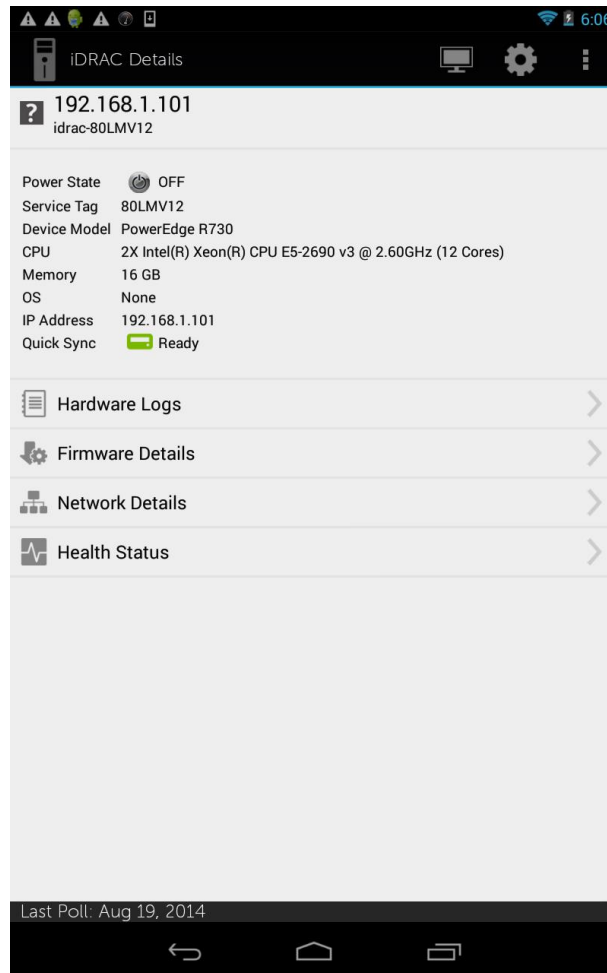 6:06
iDRAC Details
192.168.1.101
idrac-80LMV12
Power State OFF
Service Tag 80LMV12
Device Model PowerEdge R730
CPU 2X Intel(R) Xeon(R) CPU E5-2690 v3 @ 2.60GHz (12 Cores)
Memory 16 GB
OS None
IP Address 192.168.1.101
Quick Sync Ready
Hardware Logs
Firmware Details
Network Details
Health Status
Last Poll: Aug 19, 2014